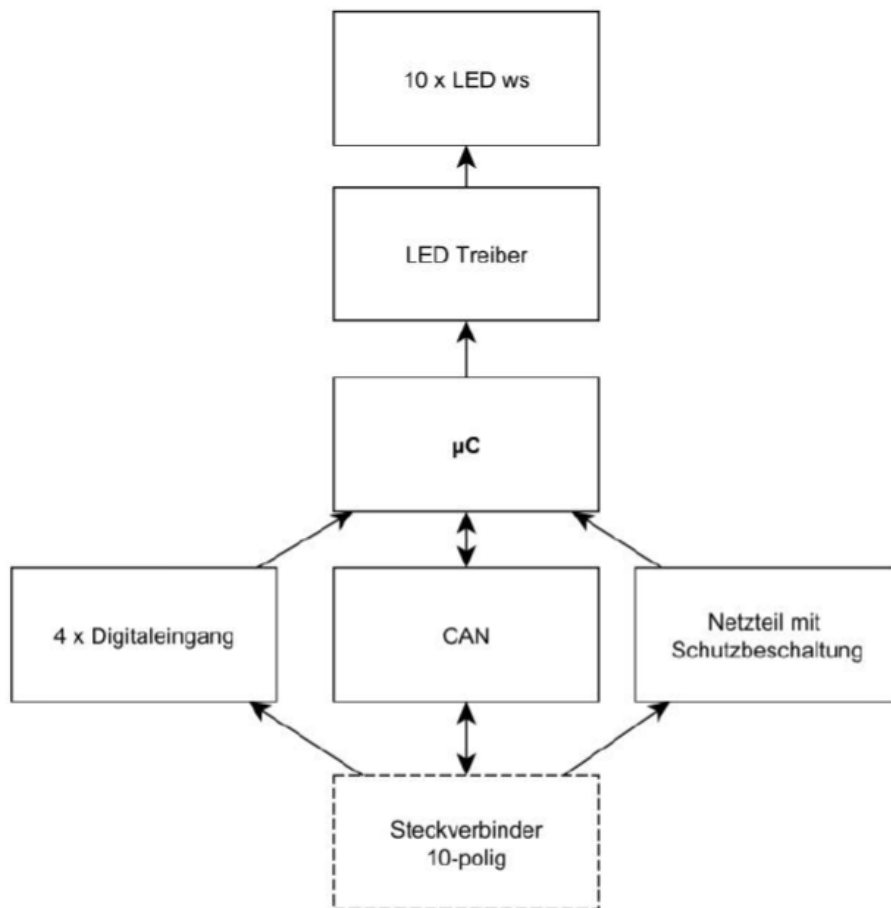 10 x LED ws
LED Treiber
µC
4 x Digitaleingang
CAN
Netzteil mit
Schutzbeschaltung
Steckverbinder
10-polig